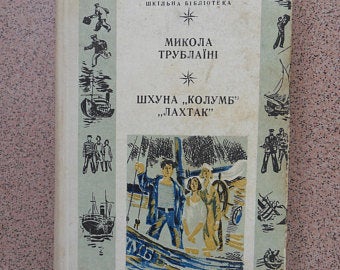 ШКІЛЬНА БІБЛІОТЕКА
МИКОЛА
ТРУБЛАЇНІ
ШХУНА „КОЛУМБ"
„ЛАХТАК"